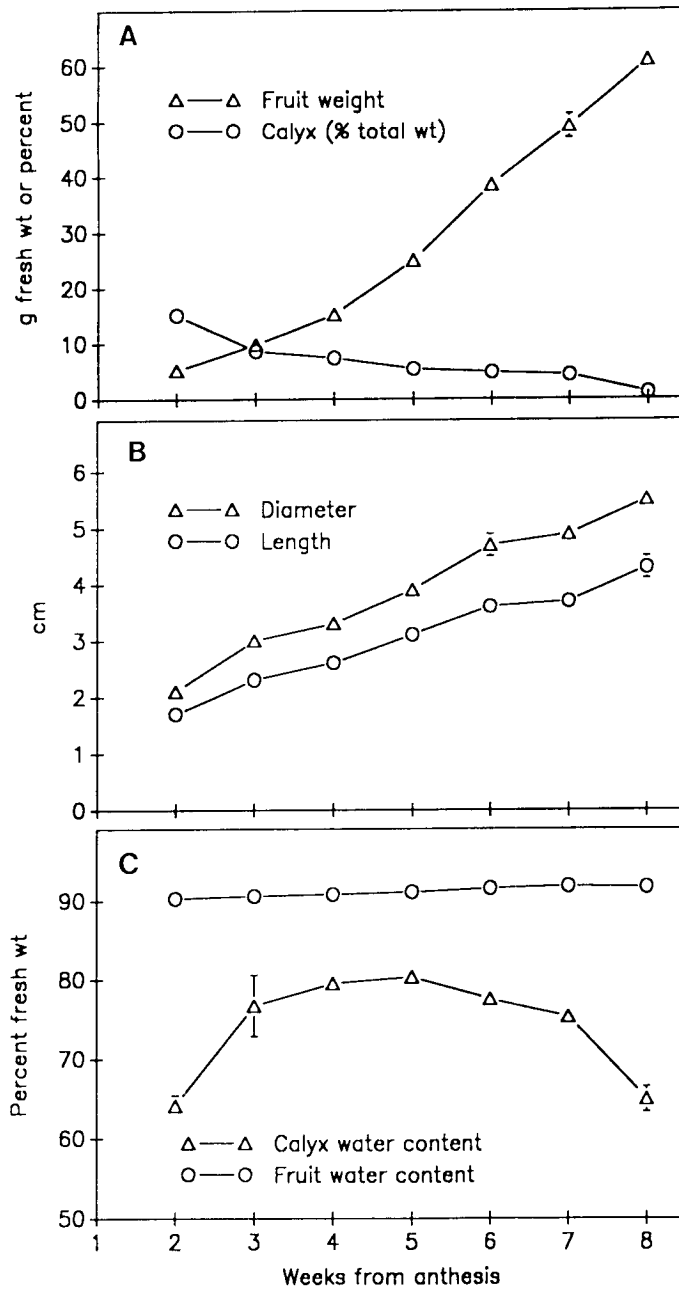 A
g fresh wt or percent
60
50
40
30
20
10
0
Fruit weight
Calyx (% total wt)
B
cm
6
5
4
3
2
1
0
Diameter
Length
C
Percent fresh wt
90
80
70
60
50
Calyx water content
Fruit water content
1 2 3 4 5 6 7 8
Weeks from anthesis